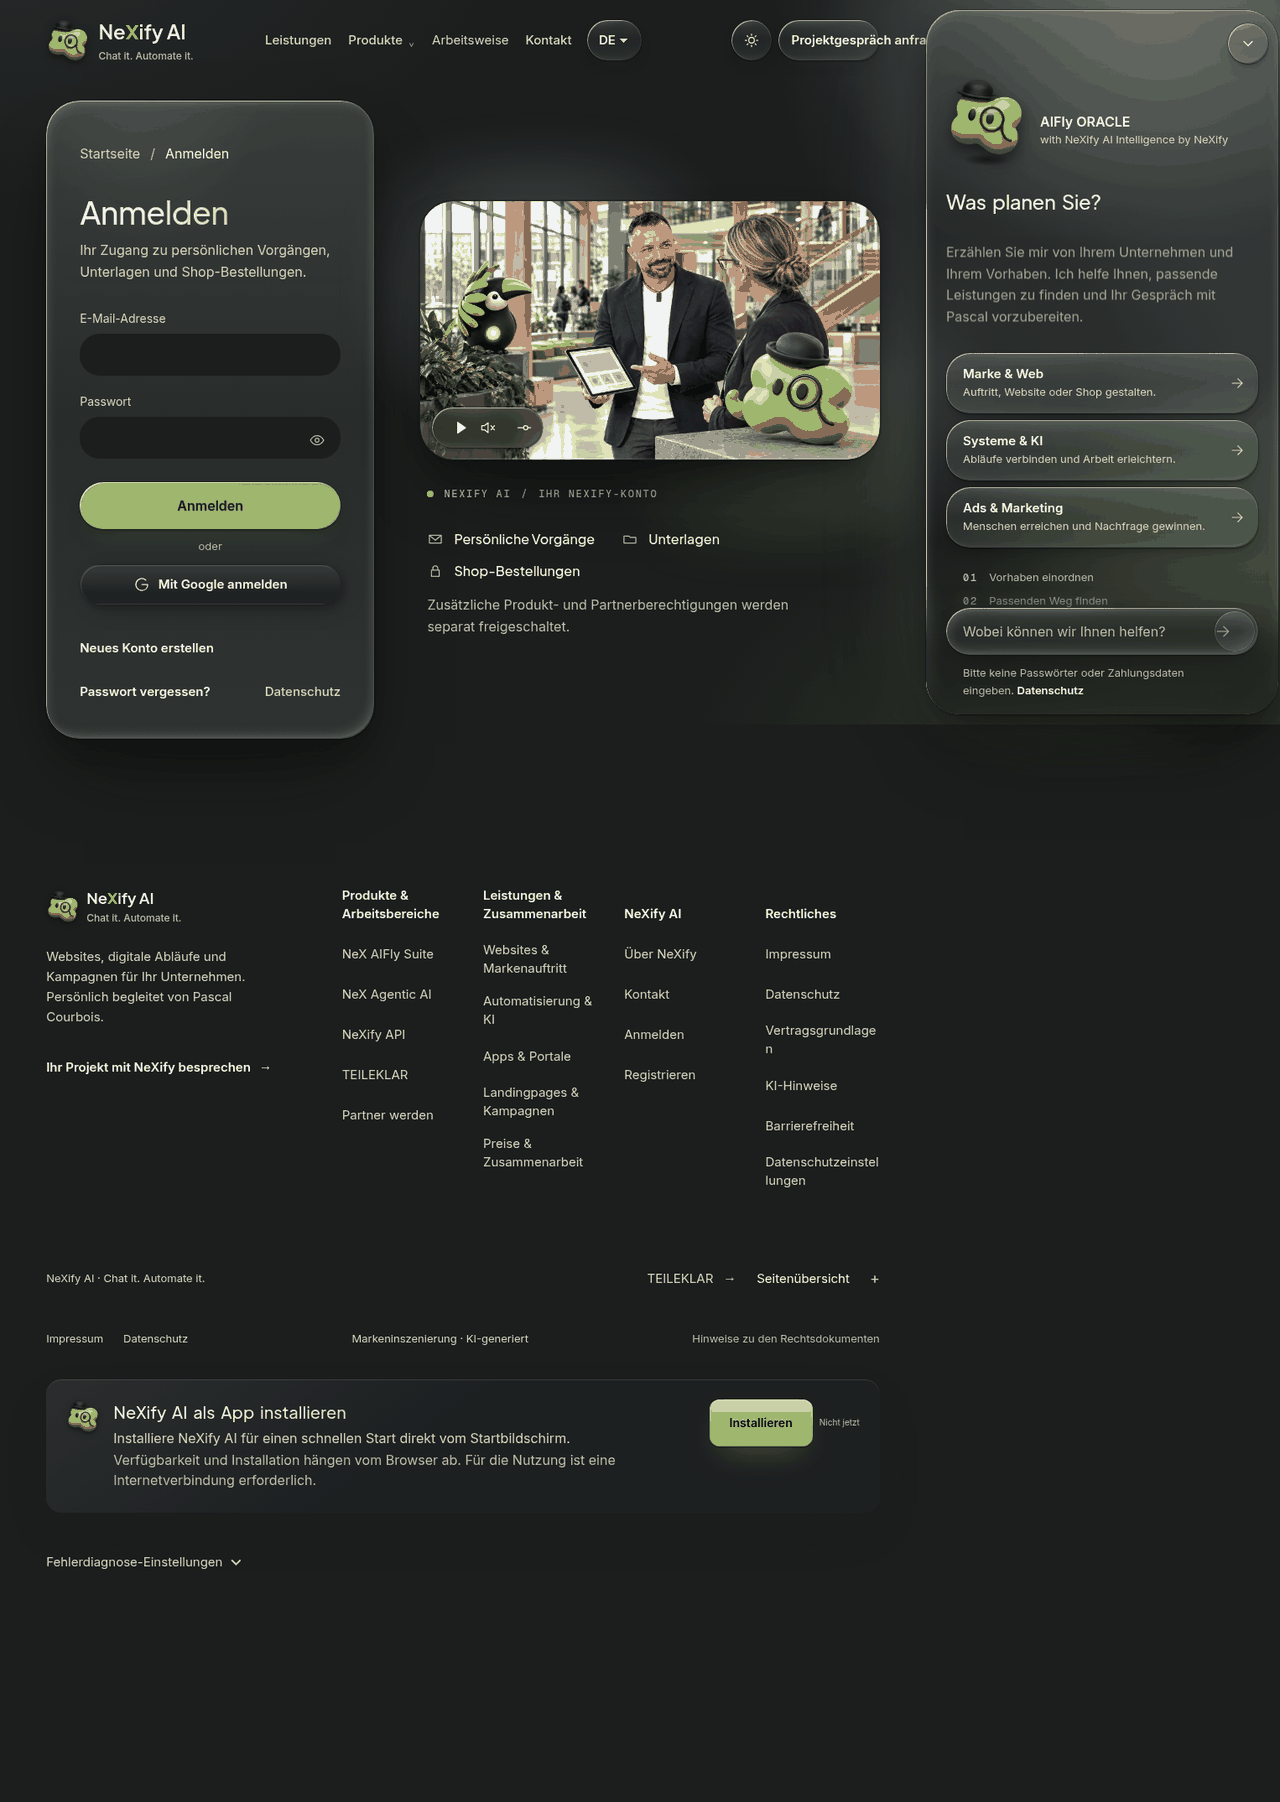 NeXify AI
Chat it. Automate it.
Leistungen
Produkte
Arbeitsweise
Kontakt
DE
Projektgespräch anfra
Startseite / Anmelden
Anmelden
Ihr Zugang zu persönlichen Vorgängen,
Unterlagen und Shop-Bestellungen.
E-Mail-Adresse
Passwort
Anmelden
oder
Mit Google anmelden
Neues Konto erstellen
Passwort vergessen?
Datenschutz
NEXIFY AI / IHR NEXIFY-KONTO
Persönliche Vorgänge
Unterlagen
Shop-Bestellungen
Zusätzliche Produkt- und Partnerberechtigungen werden
separat freigeschaltet.
AIFly ORACLE
with NeXify AI Intelligence by NeXify
Was planen Sie?
Erzählen Sie mir von Ihrem Unternehmen und
Ihrem Vorhaben. Ich helfe Ihnen, passende
Leistungen zu finden und Ihr Gespräch mit
Pascal vorzubereiten.
Marke & Web
Auftritt, Website oder Shop gestalten.
→
Systeme & KI
Abläufe verbinden und Arbeit erleichtern.
→
Ads & Marketing
Menschen erreichen und Nachfrage gewinnen.
→
01 Vorhaben einordnen
02 Passenden Weg finden
Wobei können wir Ihnen helfen?
→
Bitte keine Passwörter oder Zahlungsdaten
eingeben. Datenschutz
NeXify AI
Chat it. Automate it.
Websites, digitale Abläufe und
Kampagnen für Ihr Unternehmen.
Persönlich begleitet von Pascal
Courbois.
Ihr Projekt mit NeXify besprechen →
Produkte &
Arbeitsbereiche
NeX AIFly Suite
NeX Agentic AI
NeXify API
TEILEKLAR
Partner werden
Leistungen &
Zusammenarbeit
Websites &
Markenauftritt
Automatisierung &
KI
Apps & Portale
Landingpages &
Kampagnen
Preise &
Zusammenarbeit
NeXify AI
Über NeXify
Kontakt
Anmelden
Registrieren
Rechtliches
Impressum
Datenschutz
Vertragsgrundlage
n
KI-Hinweise
Barrierefreiheit
Datenschutzeinstel
lungen
NeXify AI · Chat it. Automate it.
TEILEKLAR →
Seitenübersicht +
Impressum
Datenschutz
Markeninszenierung · KI-generiert
Hinweise zu den Rechtsdokumenten
NeXify AI als App installieren
Installiere NeXify AI für einen schnellen Start direkt vom Startbildschirm.
Verfügbarkeit und Installation hängen vom Browser ab. Für die Nutzung ist eine
Internetverbindung erforderlich.
Installieren
Nicht jetzt
Fehlerdiagnose-Einstellungen